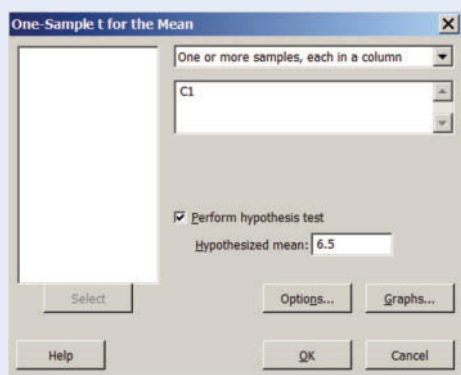 One-Sample t for the Mean
One or more samples, each in a column
C1
Perform hypothesis test
Hypothesized mean: 6.5
Select
Options...
Graphs...
Help
OK
Cancel